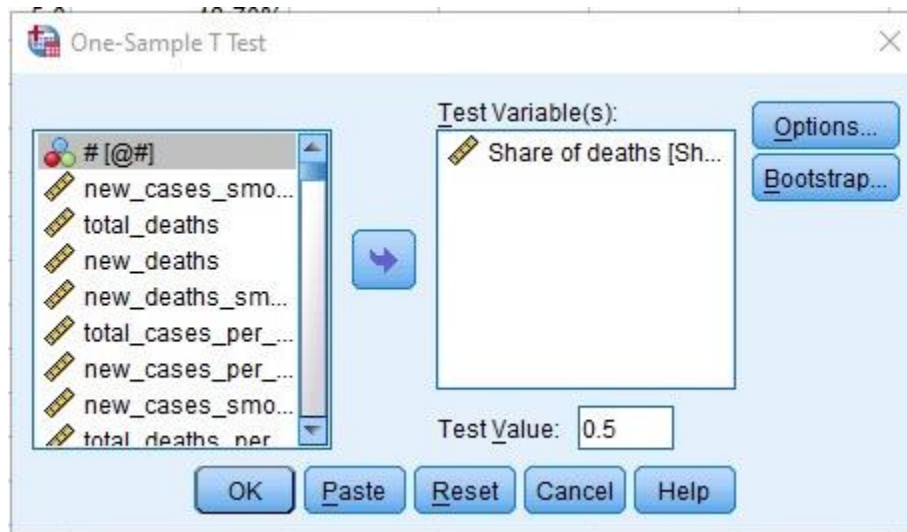 One-Sample T Test
# [@#]
new_cases_smo...
total_deaths
new_deaths
new_deaths_sm...
total_cases_per_...
new_cases_per_...
new_cases_smo...
total_deaths_per
Test Variable(s):
Share of deaths [Sh...
Test Value: 0.5
Options...
Bootstrap...
OK Paste Reset Cancel Help